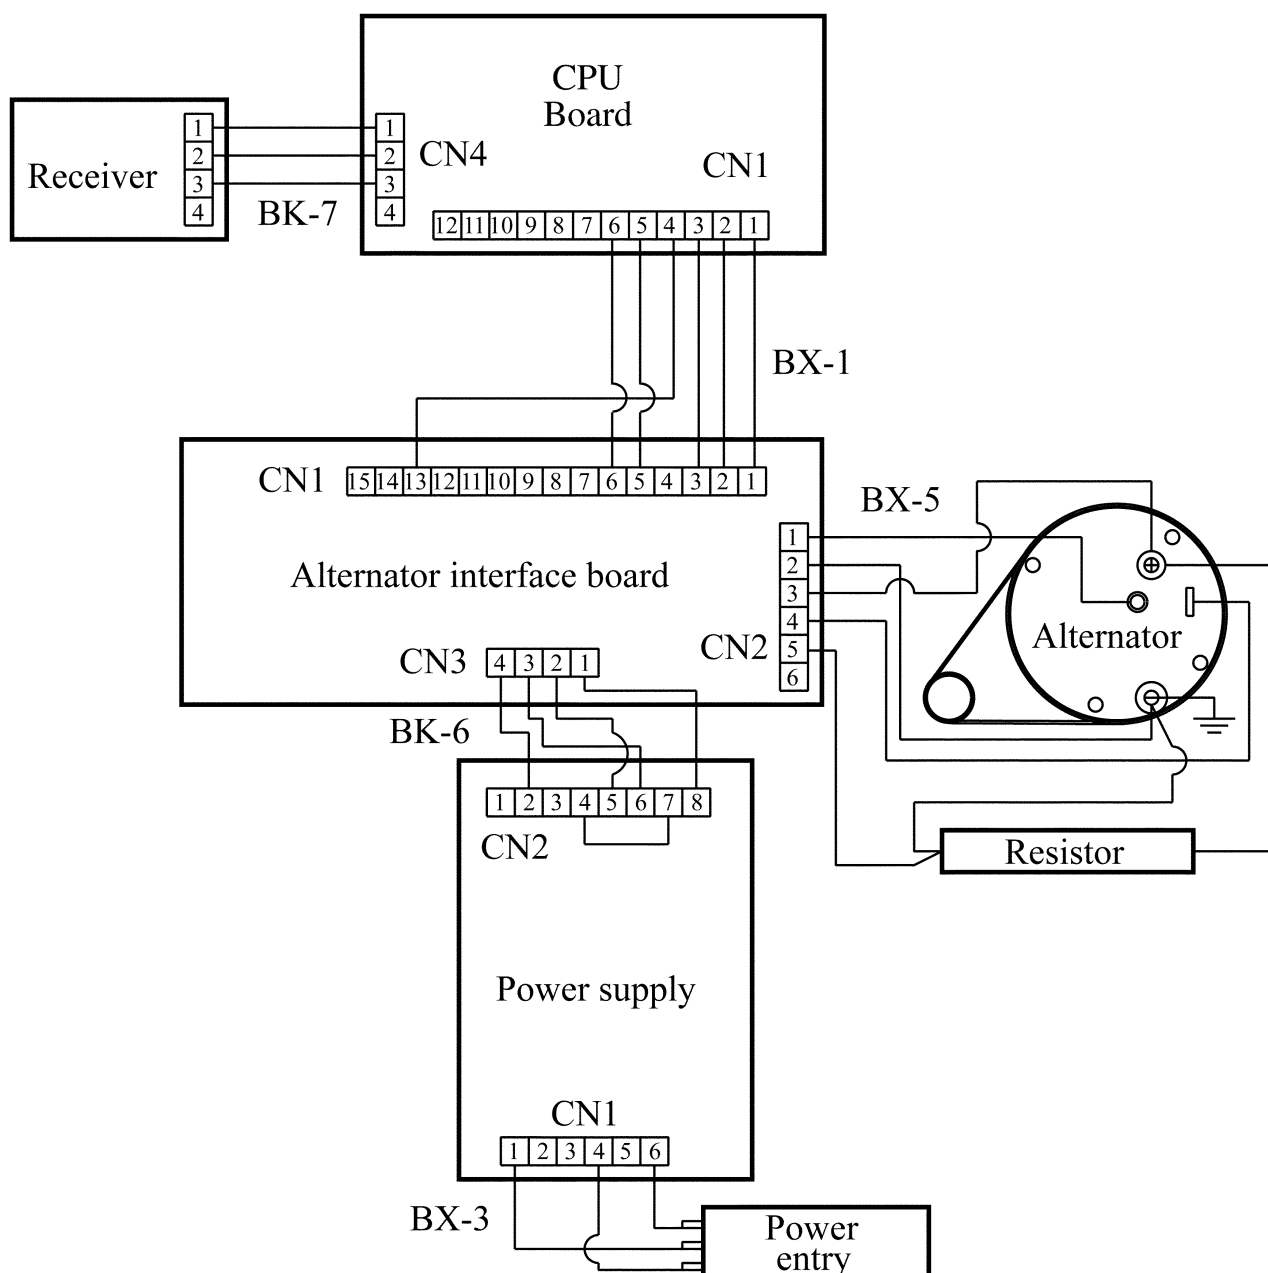 CPU
Board
Receiver
1
2
3
4
BK-7
1
2
3
4
CN4
CN1
12 11 10 9 8 7 6 5 4 3 2 1
BX-1
CN1
15 14 13 12 11 10 9 8 7 6 5 4 3 2 1
BX-5
Alternator interface board
1
2
3
4
5
6
CN2
Alternator
CN3
4 3 2 1
BK-6
1 2 3 4 5 6 7 8
CN2
Resistor
Power supply
CN1
1 2 3 4 5 6
BX-3
Power
entry